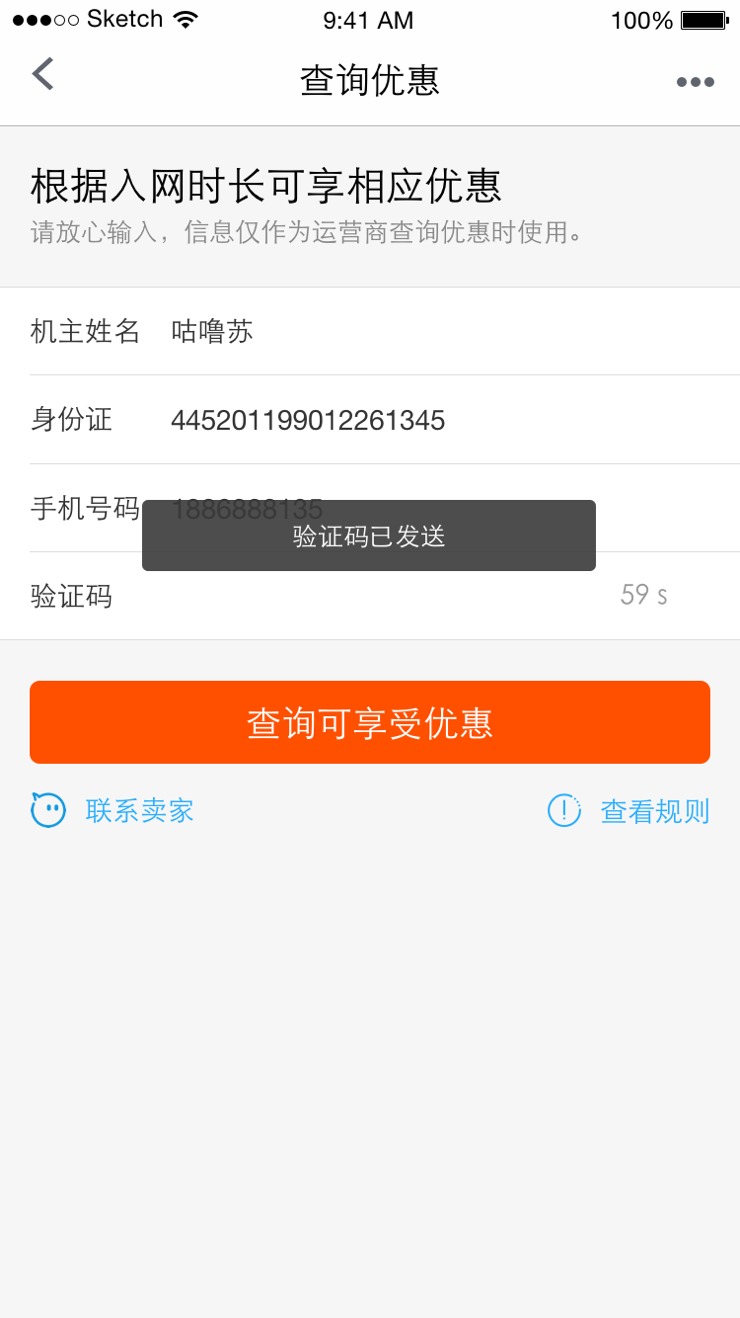 ●●●○○ Sketch 9:41 AM 100%
查询优惠
根据入网时长可享相应优惠
请放心输入，信息仅作为运营商查询优惠时使用。
机主姓名 咕噜苏
身份证 445201199012261345
手机号码 1886888135
验证码已发送
验证码 59 s
查询可享受优惠
联系卖家 查看规则